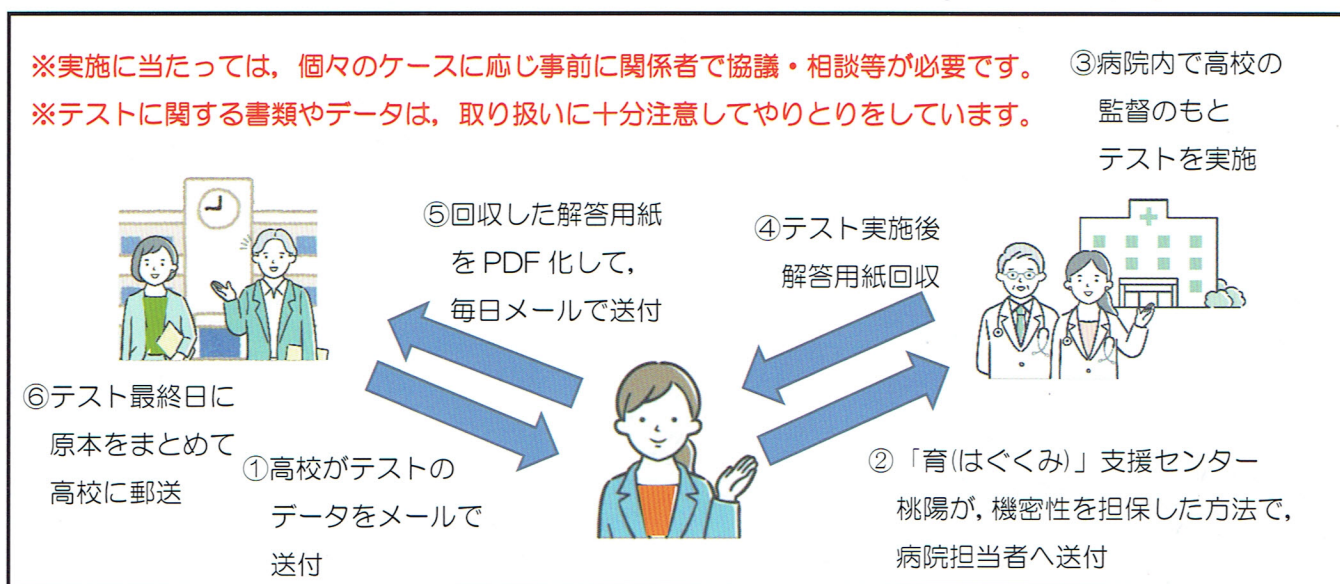 ※実施に当たっては，個々のケースに応じ事前に関係者で協議・相談等が必要です。
※テストに関する書類やデータは，取り扱いに十分注意してやりとりをしています。
③病院内で高校の
監督のもと
テストを実施
⑤回収した解答用紙
をPDF化して，
毎日メールで送付
④テスト実施後
解答用紙回収
⑥テスト最終日に
原本をまとめて
高校に郵送
①高校がテストの
データをメールで
送付
②「育(はぐくみ)」支援センター
桃陽が，機密性を担保した方法で，
病院担当者へ送付